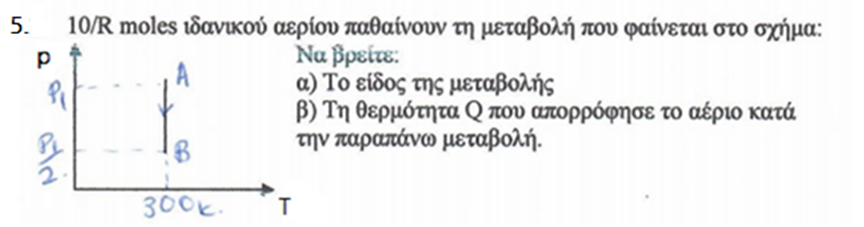 5. 10/R moles ιδανικού αερίου παθαίνουν τη μεταβολή που φαίνεται στο σχήμα:
Να βρείτε:
α) Το είδος της μεταβολής
β) Τη θερμότητα Q που απορρόφησε το αέριο κατά
την παραπάνω μεταβολή.
p
P₁
A
P₁/2
B
300K.
T